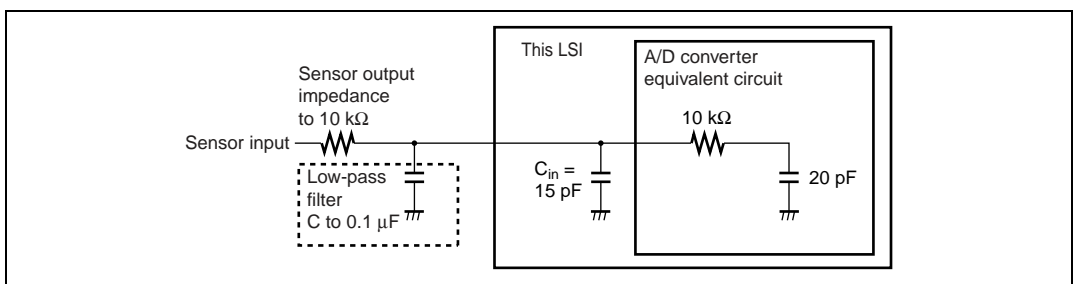 This LSI
A/D converter
equivalent circuit
Sensor output
impedance
to 10 kΩ
10 kΩ
Sensor input
Low-pass
filter
C to 0.1 μF
Cin =
15 pF
20 pF